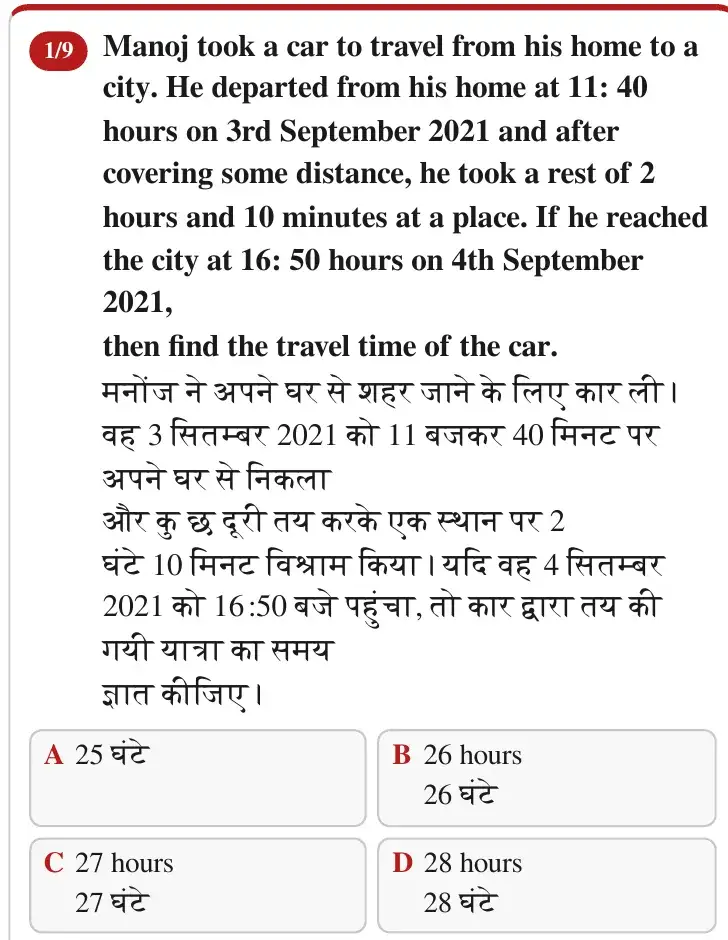 1/9 Manoj took a car to travel from his home to a
city. He departed from his home at 11: 40
hours on 3rd September 2021 and after
covering some distance, he took a rest of 2
hours and 10 minutes at a place. If he reached
the city at 16: 50 hours on 4th September
2021,
then find the travel time of the car.
मनोंज ने अपने घर से शहर जाने के लिए कार ली।
वह 3 सितम्बर 2021 को 11 बजकर 40 मिनट पर
अपने घर से निकला
और कु छ दूरी तय करके एक स्थान पर 2
घंटे 10 मिनट विश्राम किया। यदि वह 4 सितम्बर
2021 को 16:50 बजे पहुंचा, तो कार द्वारा तय की
गयी यात्रा का समय
ज्ञात कीजिए।
A 25 घंटे
B 26 hours
26 घंटे
C 27 hours
27 घंटे
D 28 hours
28 घंटे